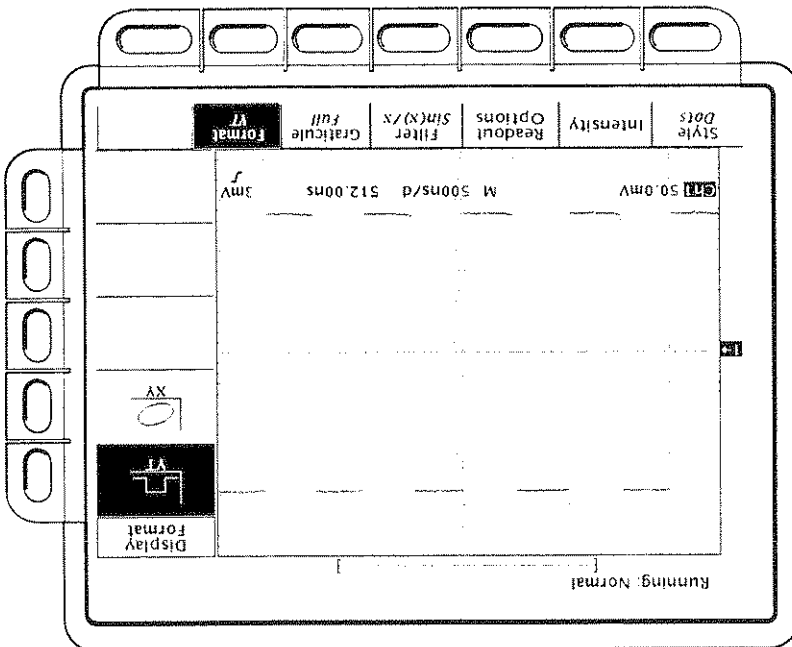 Running: Normal
Display
Format
YT
XY
1→
Ch1 50.0mV M 500ns/d 512.00ns 3mV
Style
Dots
Intensity
Readout
Options
Filter
Sin(x)/x
Graticule
Full
Format
YT